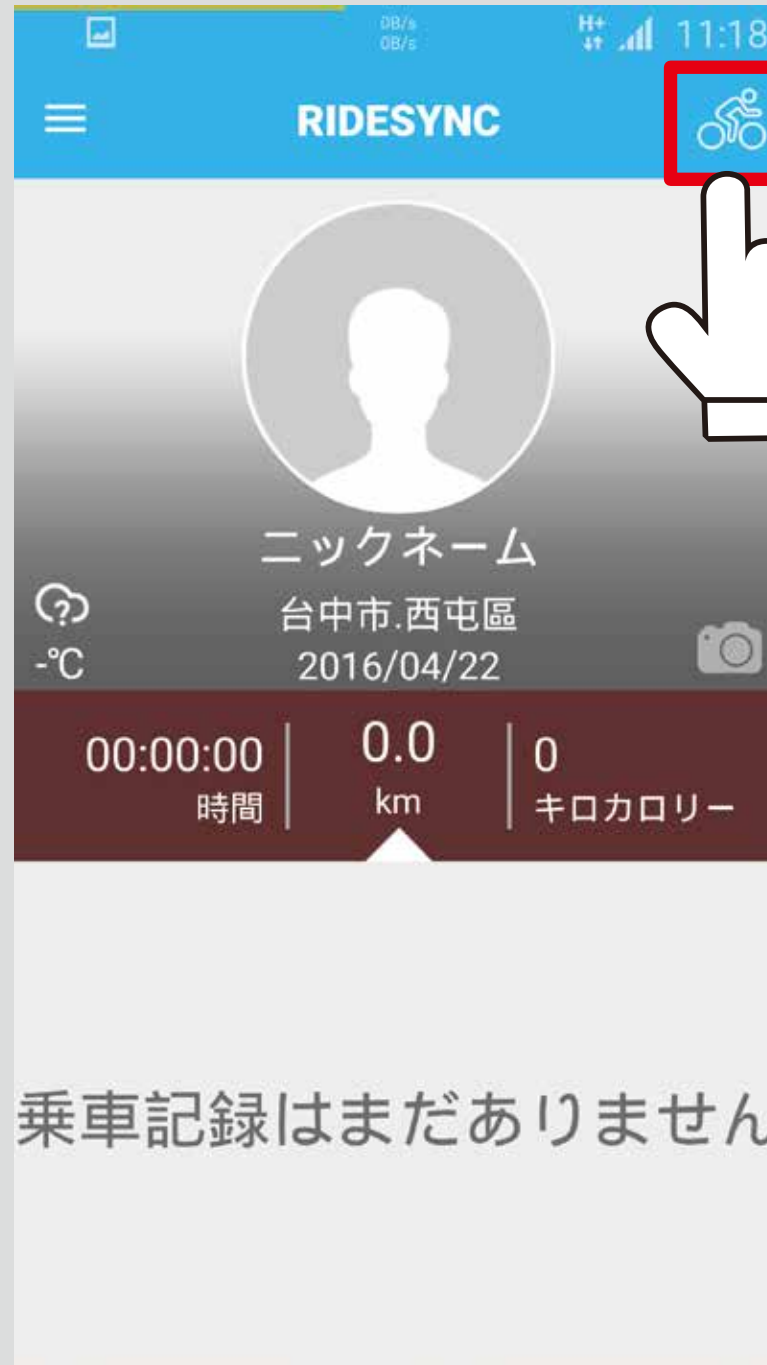 0B/s
0B/s
H+
11:18
RIDESYNC
ニックネーム
台中市.西屯區
-℃
2016/04/22
00:00:00
時間
0.0
km
0
キロカロリー
乗車記録はまだありません